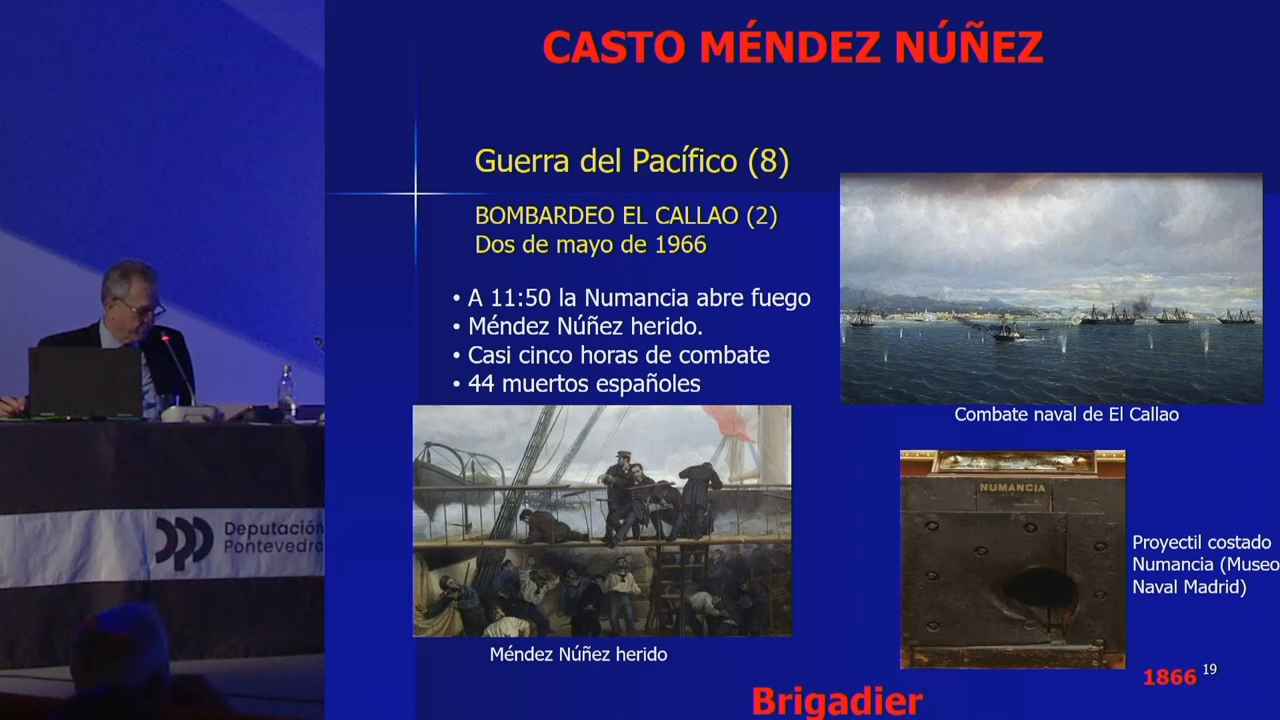 CASTO MÉNDEZ NÚÑEZ
Guerra del Pacífico (8)
BOMBARDEO EL CALLAO (2)
Dos de mayo de 1966
• A 11:50 la Numancia abre fuego
• Méndez Núñez herido.
• Casi cinco horas de combate
• 44 muertos españoles
Combate naval de El Callao
NUMANCIA
Proyectil costado
Numancia (Museo
Naval Madrid)
Méndez Núñez herido
1866
19
Brigadier
Deputación
Pontevedra